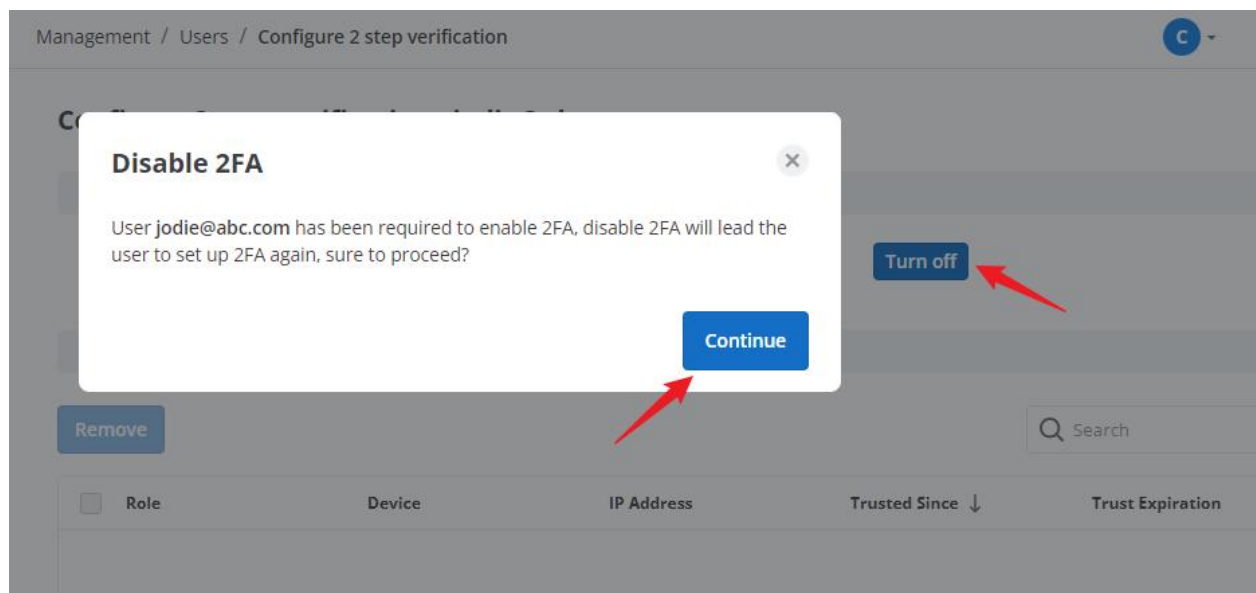 Management / Users / Configure 2 step verification
C
Disable 2FA
User jodie@abc.com has been required to enable 2FA, disable 2FA will lead the
user to set up 2FA again, sure to proceed?
Turn off
Continue
Remove
Search
Role Device IP Address Trusted Since ↓ Trust Expiration